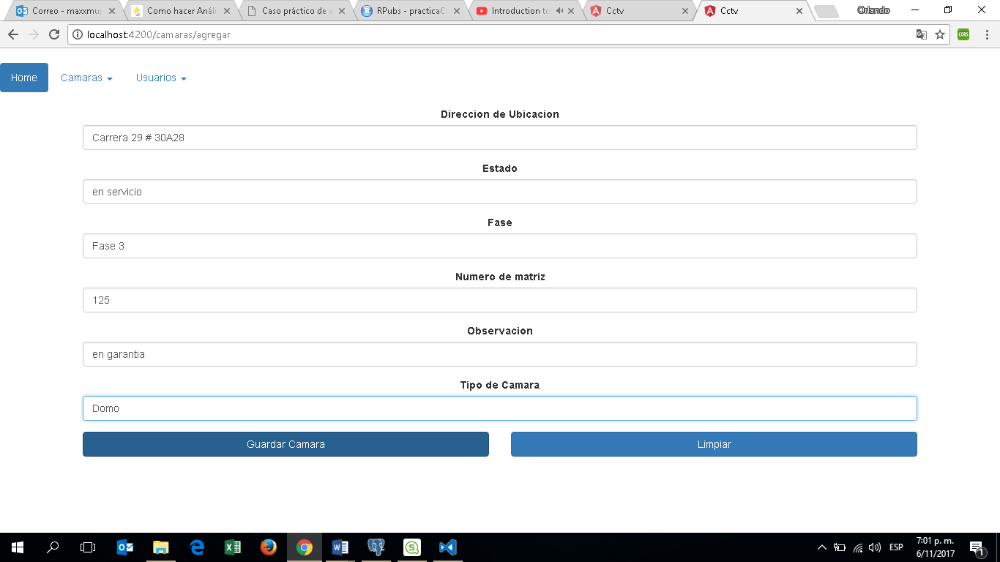 Correo - maxxmun
Como hacer Análi
Caso práctico de a
RPubs - practicaC
Introduction to
Cctv
Cctv
Orlando
localhost:4200/camaras/agregar
CORS
Home
Camaras
Usuarios
Direccion de Ubicacion
Carrera 29 # 30A28
Estado
en servicio
Fase
Fase 3
Numero de matriz
125
Observacion
en garantia
Tipo de Camara
Domo
Guardar Camara
Limpiar
ESP
7:01 p. m.
6/11/2017
1